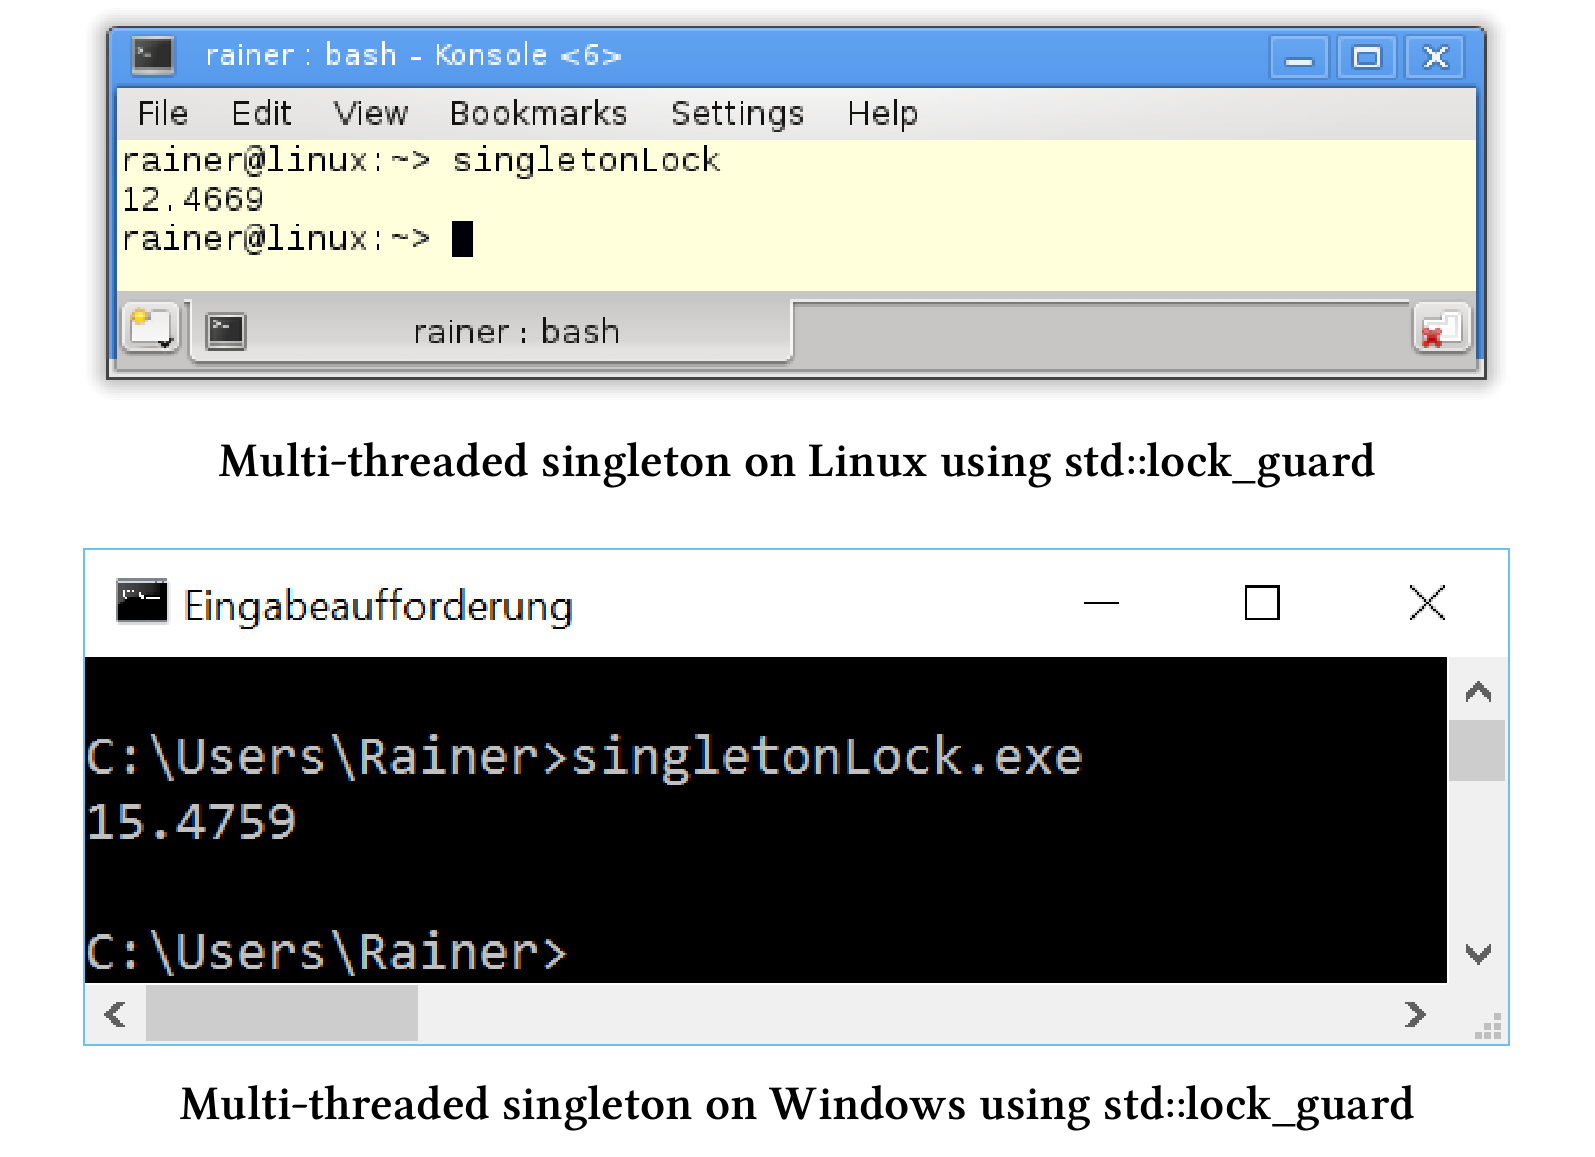 rainer : bash – Konsole <6>
File Edit View Bookmarks Settings Help
rainer@linux:~> singletonLock
12.4669
rainer@linux:~>
rainer : bash
Multi-threaded singleton on Linux using std::lock_guard
Eingabeaufforderung
C:\Users\Rainer>singletonLock.exe
15.4759
C:\Users\Rainer>
Multi-threaded singleton on Windows using std::lock_guard